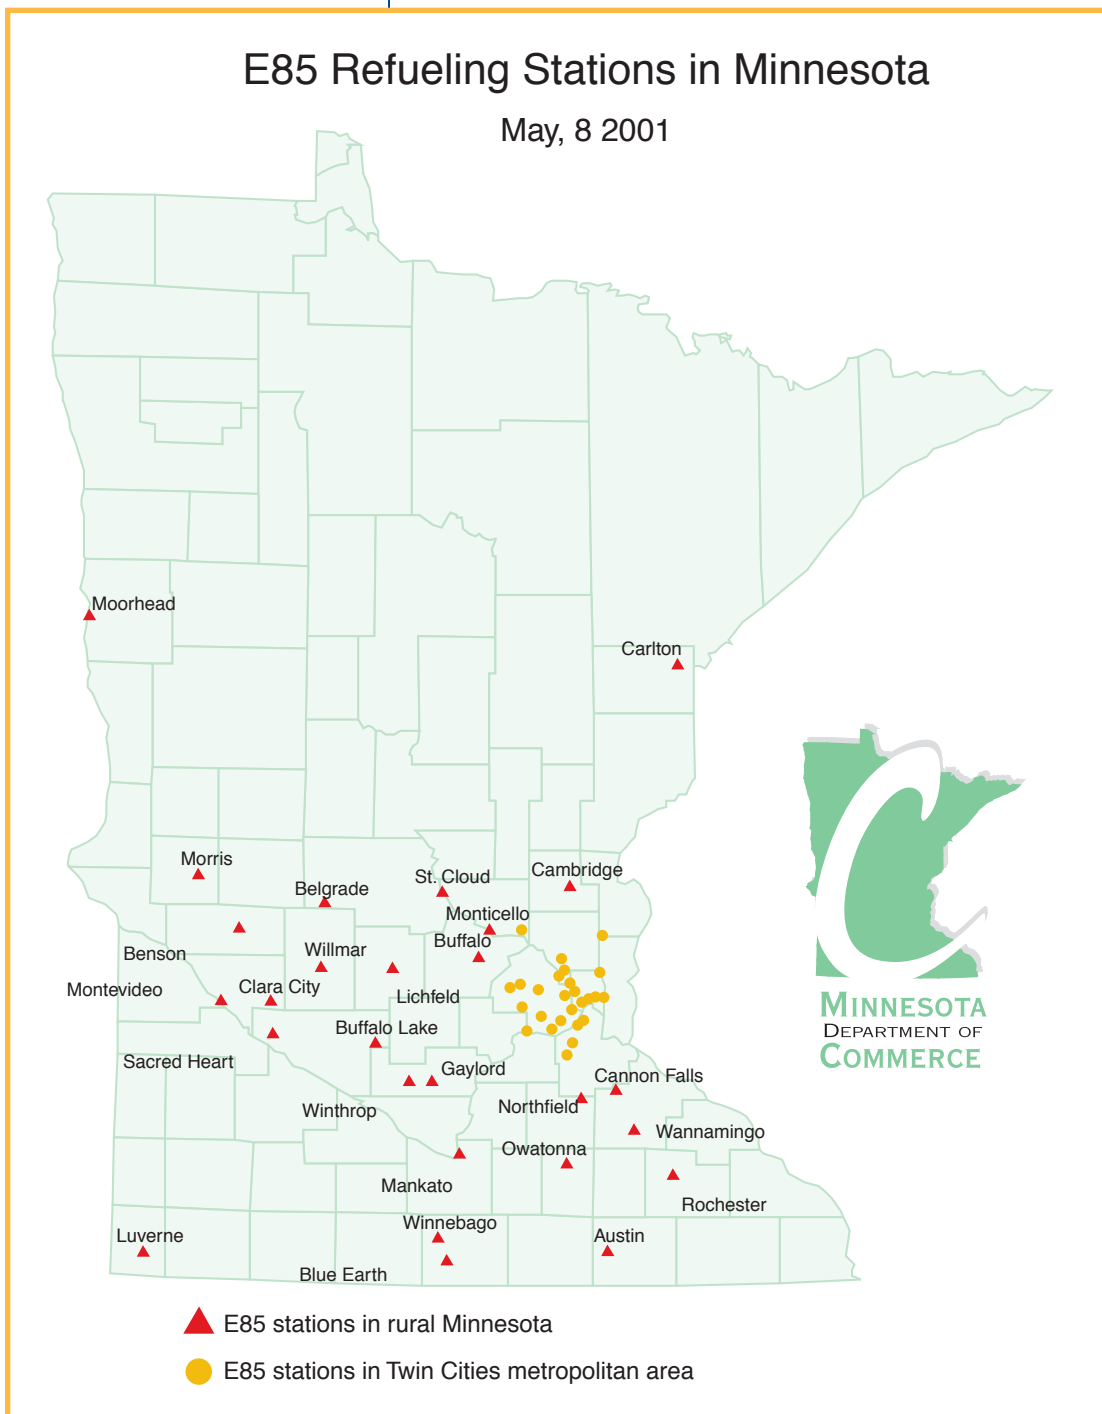 E85 Refueling Stations in Minnesota
May, 8 2001
Moorhead
Carlton
Morris
Belgrade
St. Cloud
Cambridge
Monticello
Buffalo
Benson
Willmar
Montevideo
Clara City
Lichfeld
Buffalo Lake
Sacred Heart
Gaylord
Cannon Falls
Winthrop
Northfield
Wannamingo
Owatonna
Mankato
Rochester
Winnebago
Luverne
Austin
Blue Earth
MINNESOTA
DEPARTMENT OF
COMMERCE
E85 stations in rural Minnesota
E85 stations in Twin Cities metropolitan area